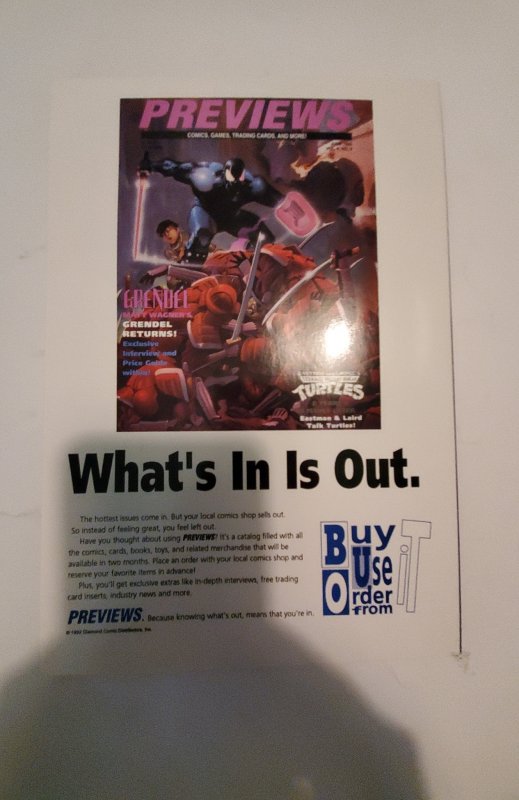 PREVIEWS
COMICS, GAMES, TRADING CARDS, AND MORE!
GRENDEL
MATT WAGNER'S
GRENDEL
RETURNS!
Exclusive
Interview and
Price Guide
within!
TURTLES
Eastman & Laird
Talk Turtles!
What's In Is Out.
The hottest issues come in. But your local comics shop sells out.
So instead of feeling great, you feel left out.
Have you thought about using PREVIEWS? It's a catalog filled with
all the comics, cards, books, toys, and related merchandise that will be
available in two months. Place an order with your local comics shop and
reserve your favorite items in advance!
Plus, you'll get exclusive extras like in-depth interviews, free trading
card inserts, industry news and more.
PREVIEWS. Because knowing what's out, means that you're in.
© 1992 Diamond Comic Distributors, Inc.
Buy
Use
Order
from
iT